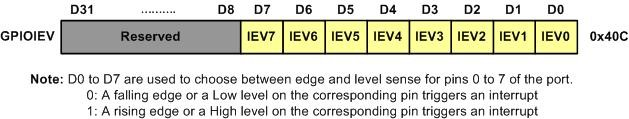 D31 .......... D8 D7 D6 D5 D4 D3 D2 D1 D0
GPIOIEV Reserved IEV7 IEV6 IEV5 IEV4 IEV3 IEV2 IEV1 IEV0 0x40C
Note: D0 to D7 are used to choose between edge and level sense for pins 0 to 7 of the port.
0: A falling edge or a Low level on the corresponding pin triggers an interrupt
1: A rising edge or a High level on the corresponding pin triggers an interrupt